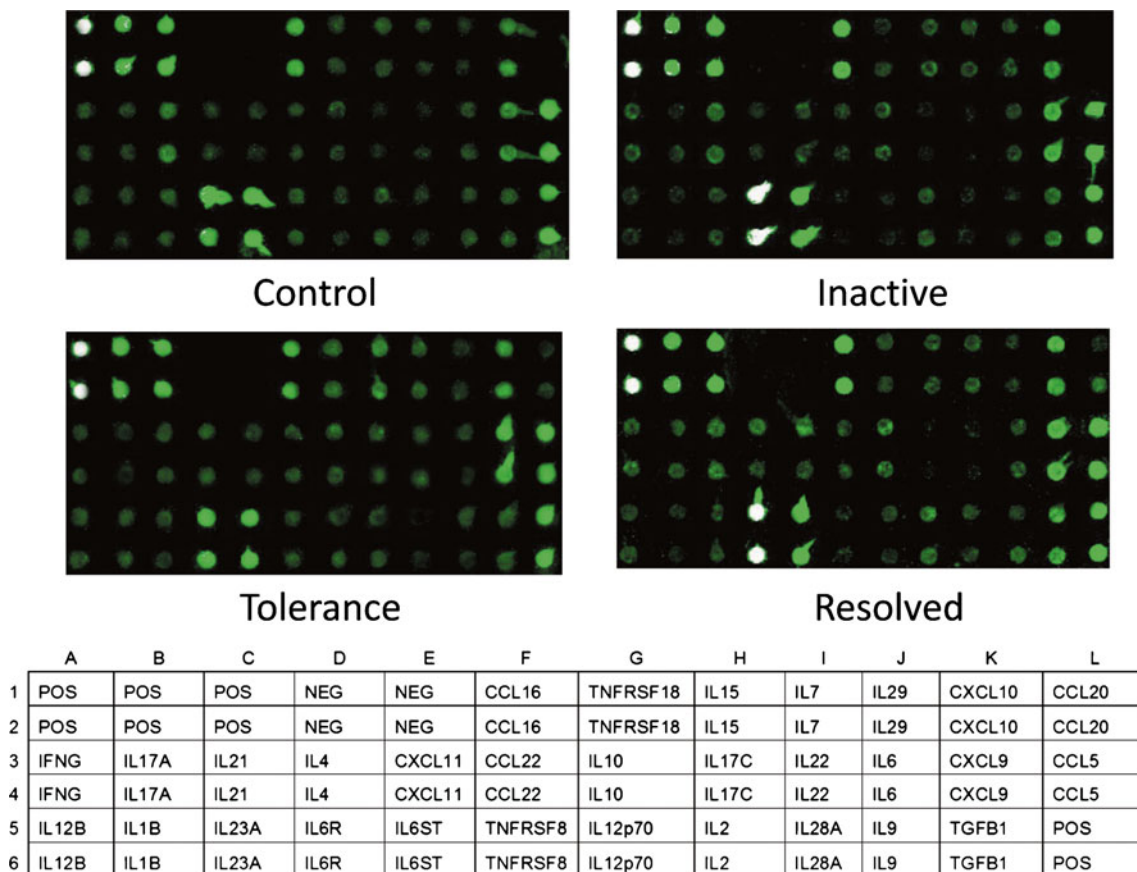 Control Inactive
Tolerance Resolved
A B C D E F G H I J K L
1 POS POS POS NEG NEG CCL16 TNFRSF18 IL15 IL7 IL29 CXCL10 CCL20
2 POS POS POS NEG NEG CCL16 TNFRSF18 IL15 IL7 IL29 CXCL10 CCL20
3 IFNG IL17A IL21 IL4 CXCL11 CCL22 IL10 IL17C IL22 IL6 CXCL9 CCL5
4 IFNG IL17A IL21 IL4 CXCL11 CCL22 IL10 IL17C IL22 IL6 CXCL9 CCL5
5 IL12B IL1B IL23A IL6R IL6ST TNFRSF8 IL12p70 IL2 IL28A IL9 TGFB1 POS
6 IL12B IL1B IL23A IL6R IL6ST TNFRSF8 IL12p70 IL2 IL28A IL9 TGFB1 POS